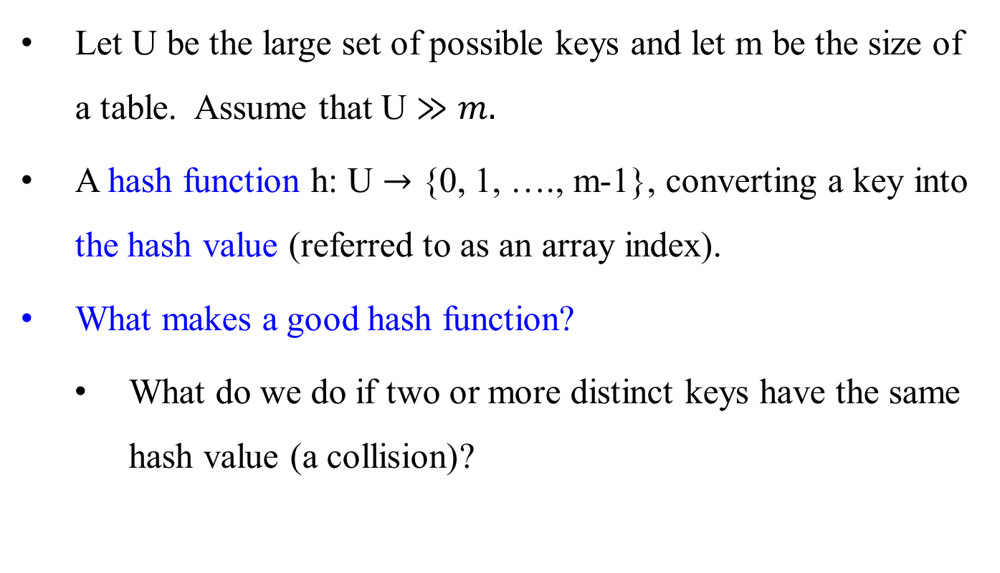 • Let U be the large set of possible keys and let m be the size of
a table.  Assume that U ≫ 𝑚.
• A hash function h: U → {0, 1, …., m-1}, converting a key into
the hash value (referred to as an array index).
• What makes a good hash function?
• What do we do if two or more distinct keys have the same
hash value (a collision)?